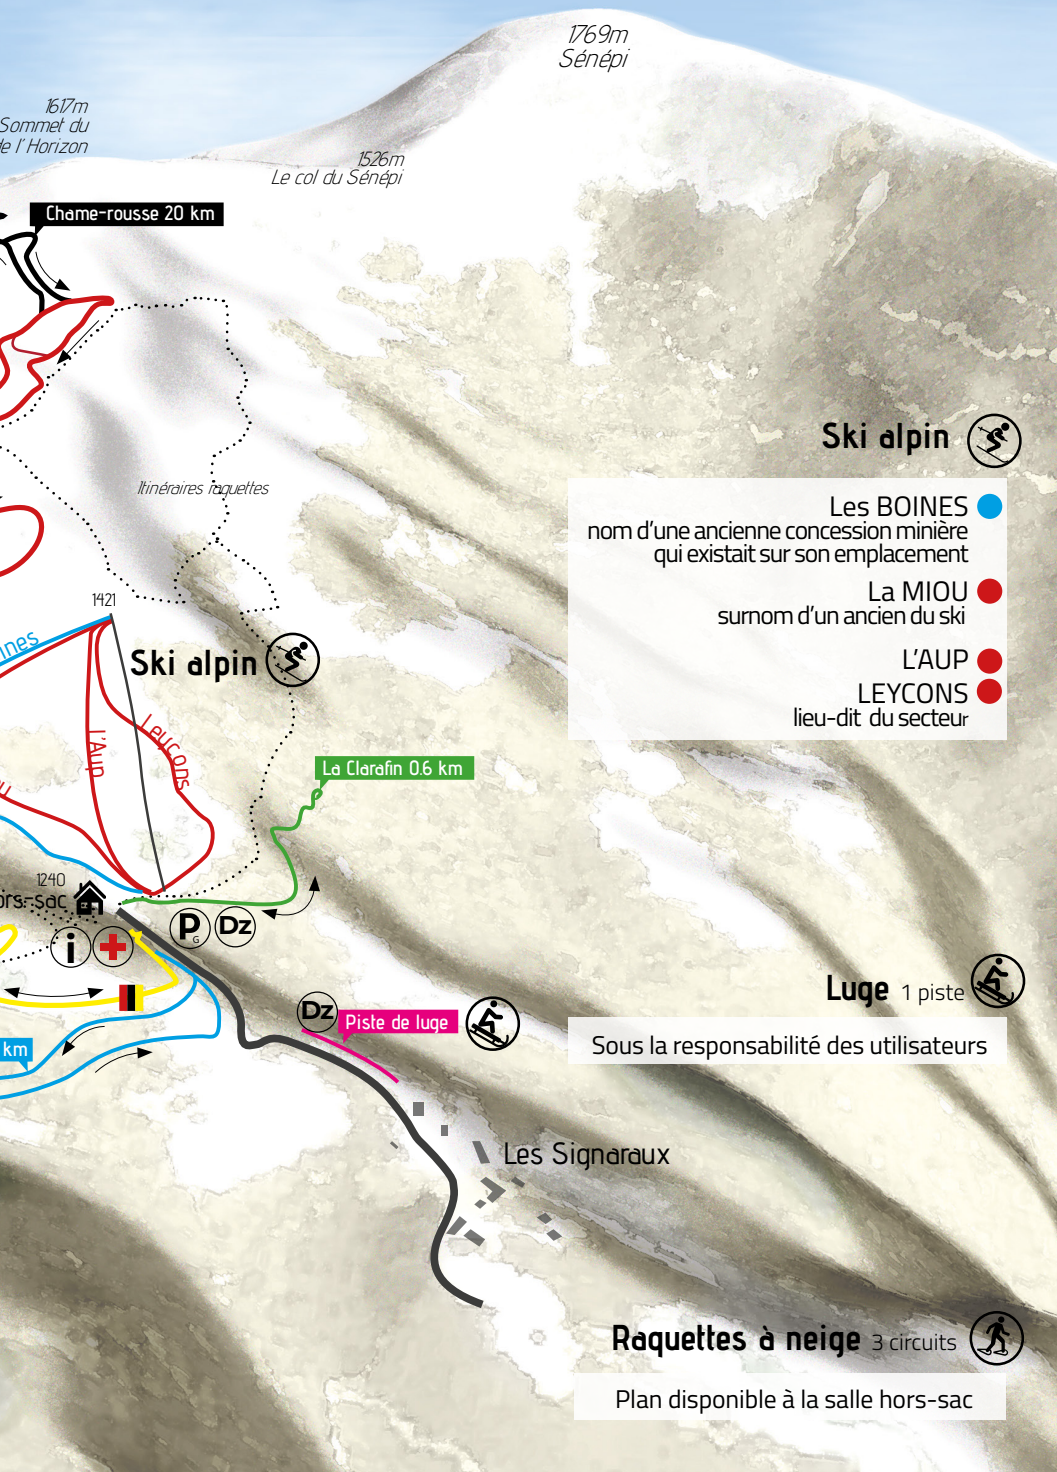 1769m
Sénépi
1617m
Sommet du
de l'Horizon
1526m
Le col du Sénépi
Chame-rousse 20 km
Itinéraires raquettes
Ski alpin
Les BOINES
nom d'une ancienne concession minière
qui existait sur son emplacement
La MIOU
surnom d'un ancien du ski
L'AUP
LEYCONS
lieu-dit du secteur
1421
Ski alpin
l'Aup
Leycons
La Clarafin 0.6 km
1240
hors-sac
i
P
G
Dz
Dz
Piste de luge
km
Luge 1 piste
Sous la responsabilité des utilisateurs
Les Signaraux
Raquettes à neige 3 circuits
Plan disponible à la salle hors-sac